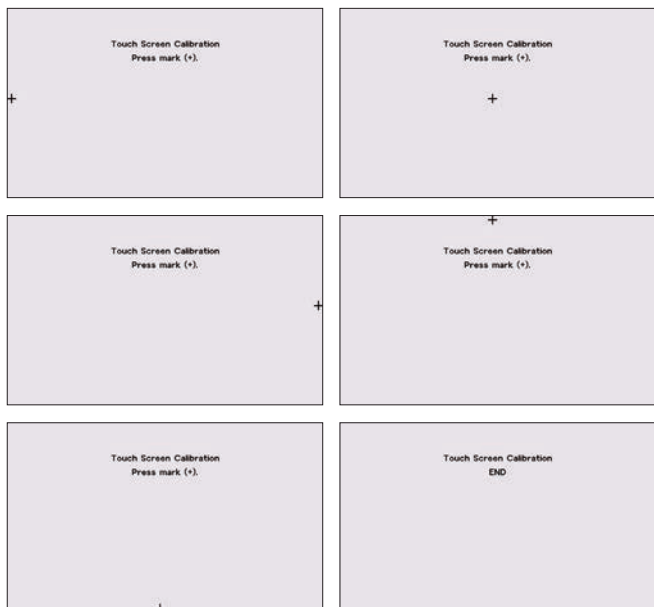 Touch Screen Calibration
Press mark (+).
+
Touch Screen Calibration
Press mark (+).
+
Touch Screen Calibration
Press mark (+).
+
+
Touch Screen Calibration
Press mark (+).
Touch Screen Calibration
Press mark (+).
+
Touch Screen Calibration
END